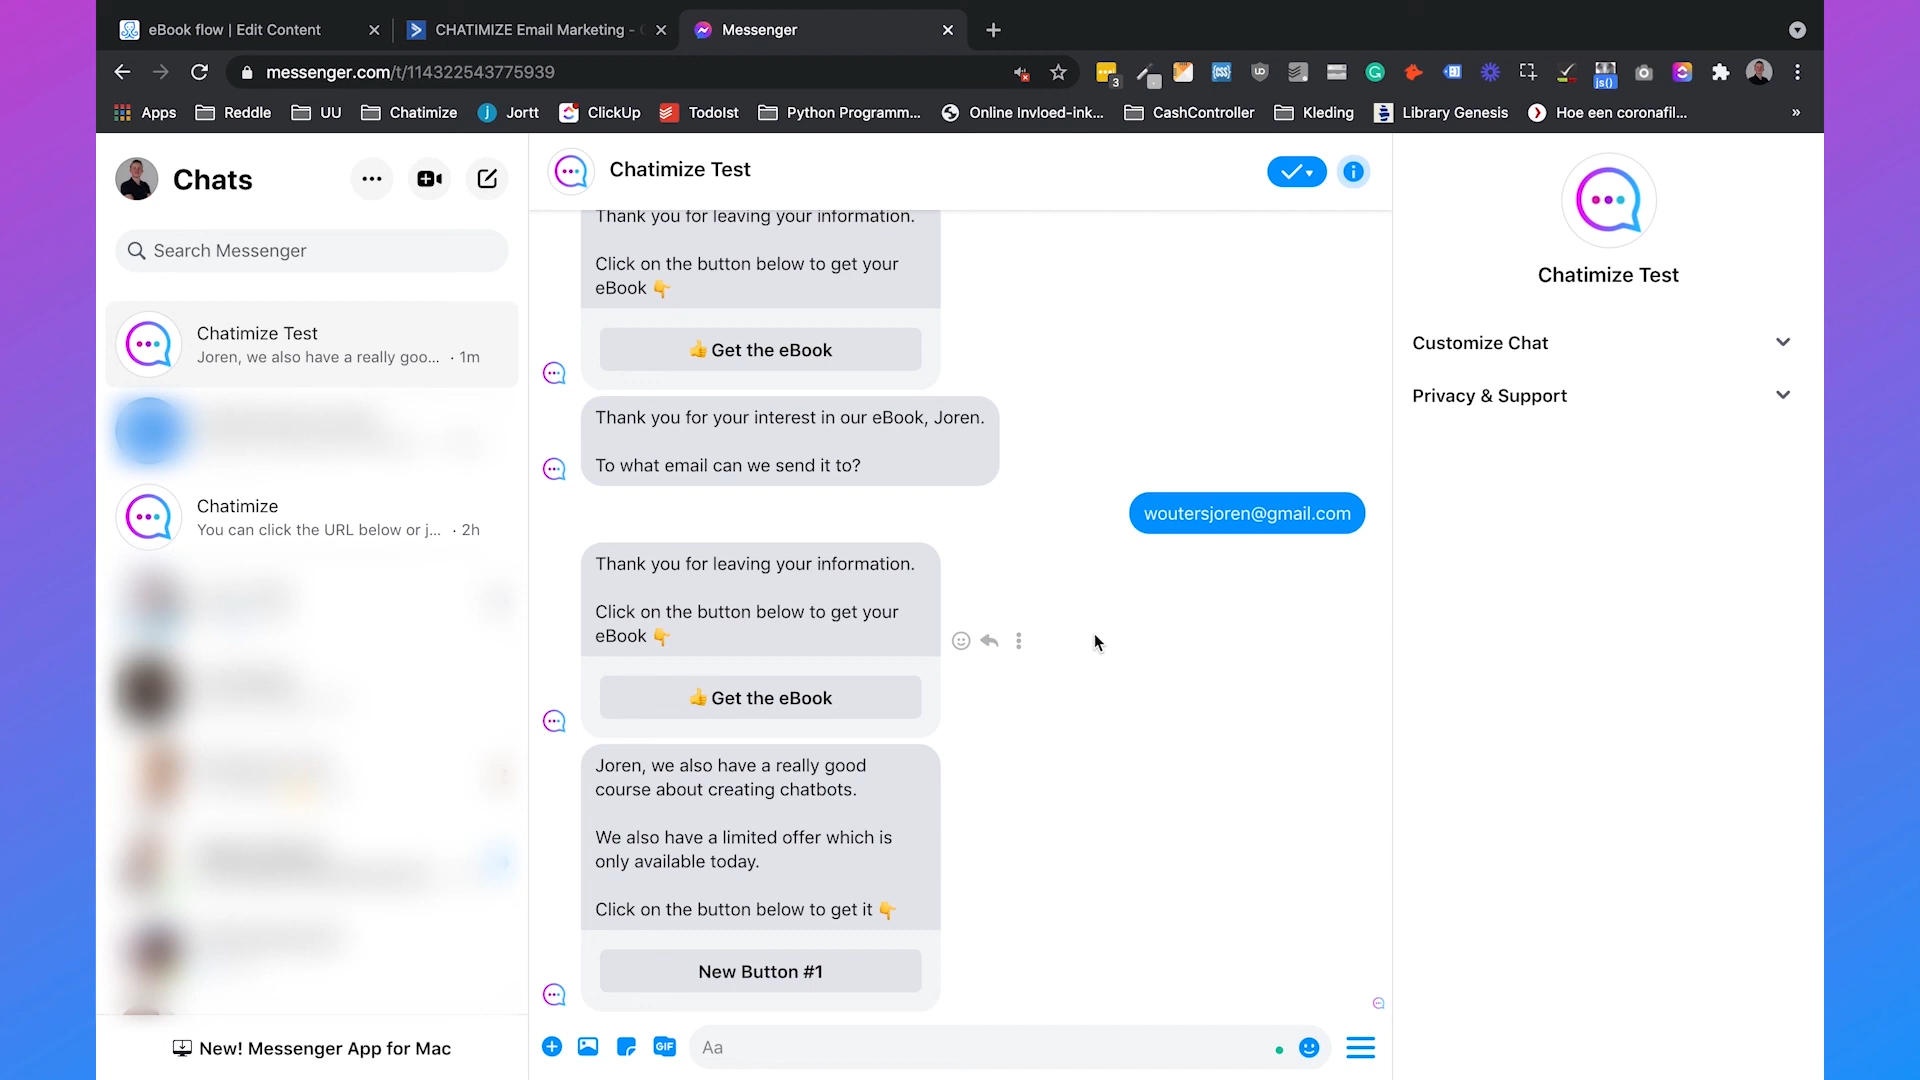 eBook flow | Edit Content
CHATIMIZE Email Marketing -
Messenger
messenger.com/t/114322543775939
3
Apps
Reddle
UU
Chatimize
Jortt
ClickUp
TodoIst
Python Programm...
Online Invloed-ink...
CashController
Kleding
Library Genesis
Hoe een coronafil...
»
Chats
Search Messenger
Chatimize Test
Joren, we also have a really goo... · 1m
Chatimize
You can click the URL below or j... · 2h
New! Messenger App for Mac
Chatimize Test
Thank you for leaving your information.
Click on the button below to get your
eBook 👇
👍 Get the eBook
Thank you for your interest in our eBook, Joren.
To what email can we send it to?
woutersjoren@gmail.com
Thank you for leaving your information.
Click on the button below to get your
eBook 👇
👍 Get the eBook
Joren, we also have a really good
course about creating chatbots.
We also have a limited offer which is
only available today.
Click on the button below to get it 👇
New Button #1
GIF
Aa
Chatimize Test
Customize Chat
Privacy & Support